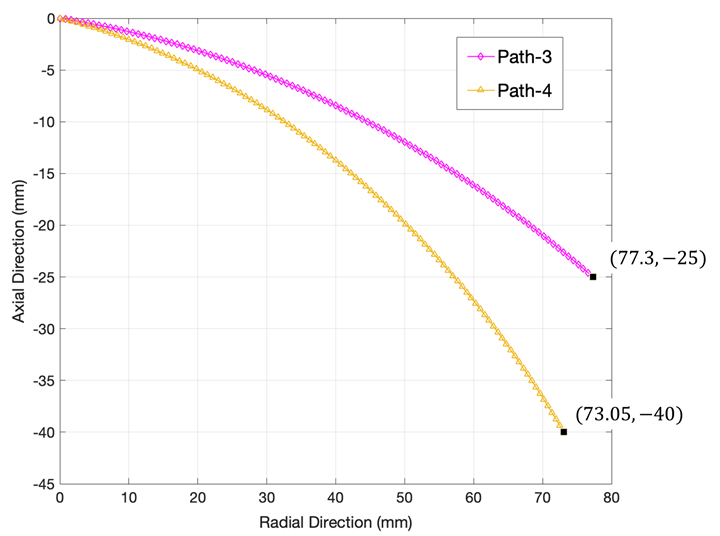 0
-5
-10
-15
-20
-25
-30
-35
-40
-45
Axial Direction (mm)
Path-3
Path-4
(77.3, −25)
(73.05, −40)
0 10 20 30 40 50 60 70 80
Radial Direction (mm)